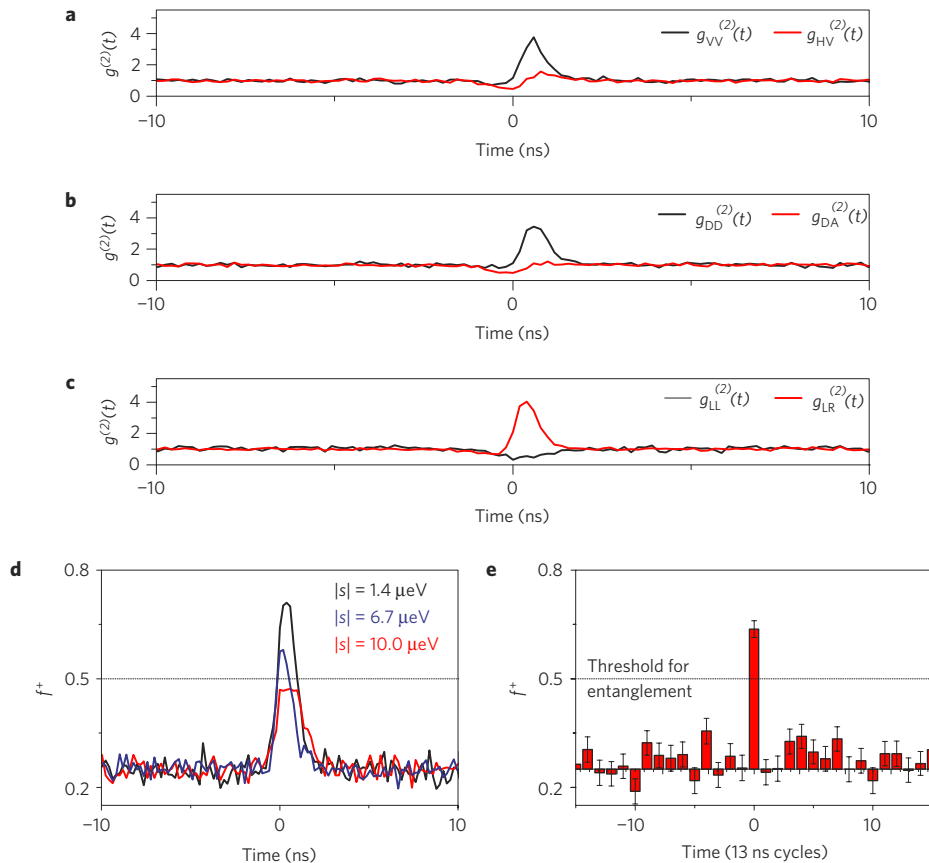 a
g(2)(t)
4
2
0
gVV(2)(t) gHV(2)(t)
−10 0 10
Time (ns)
b
g(2)(t)
4
2
0
gDD(2)(t) gDA(2)(t)
−10 0 10
Time (ns)
c
g(2)(t)
4
2
0
gLL(2)(t) gLR(2)(t)
−10 0 10
Time (ns)
d
f+
0.8
0.5
0.2
|s| = 1.4 μeV
|s| = 6.7 μeV
|s| = 10.0 μeV
−10 0 10
Time (ns)
e
f+
0.8
0.5
0.2
Threshold for
entanglement
−10 0 10
Time (13 ns cycles)